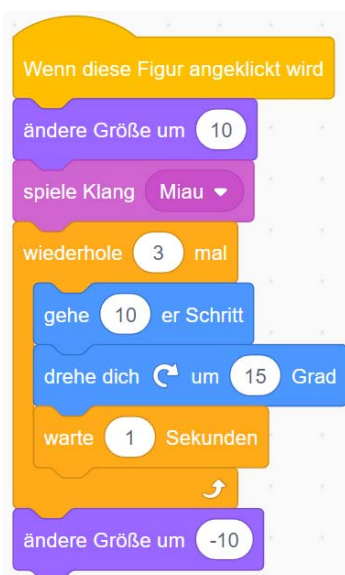 Wenn diese Figur angeklickt wird
ändere Größe um 10
spiele Klang Miau
wiederhole 3 mal
gehe 10 er Schritt
drehe dich um 15 Grad
warte 1 Sekunden
ändere Größe um -10